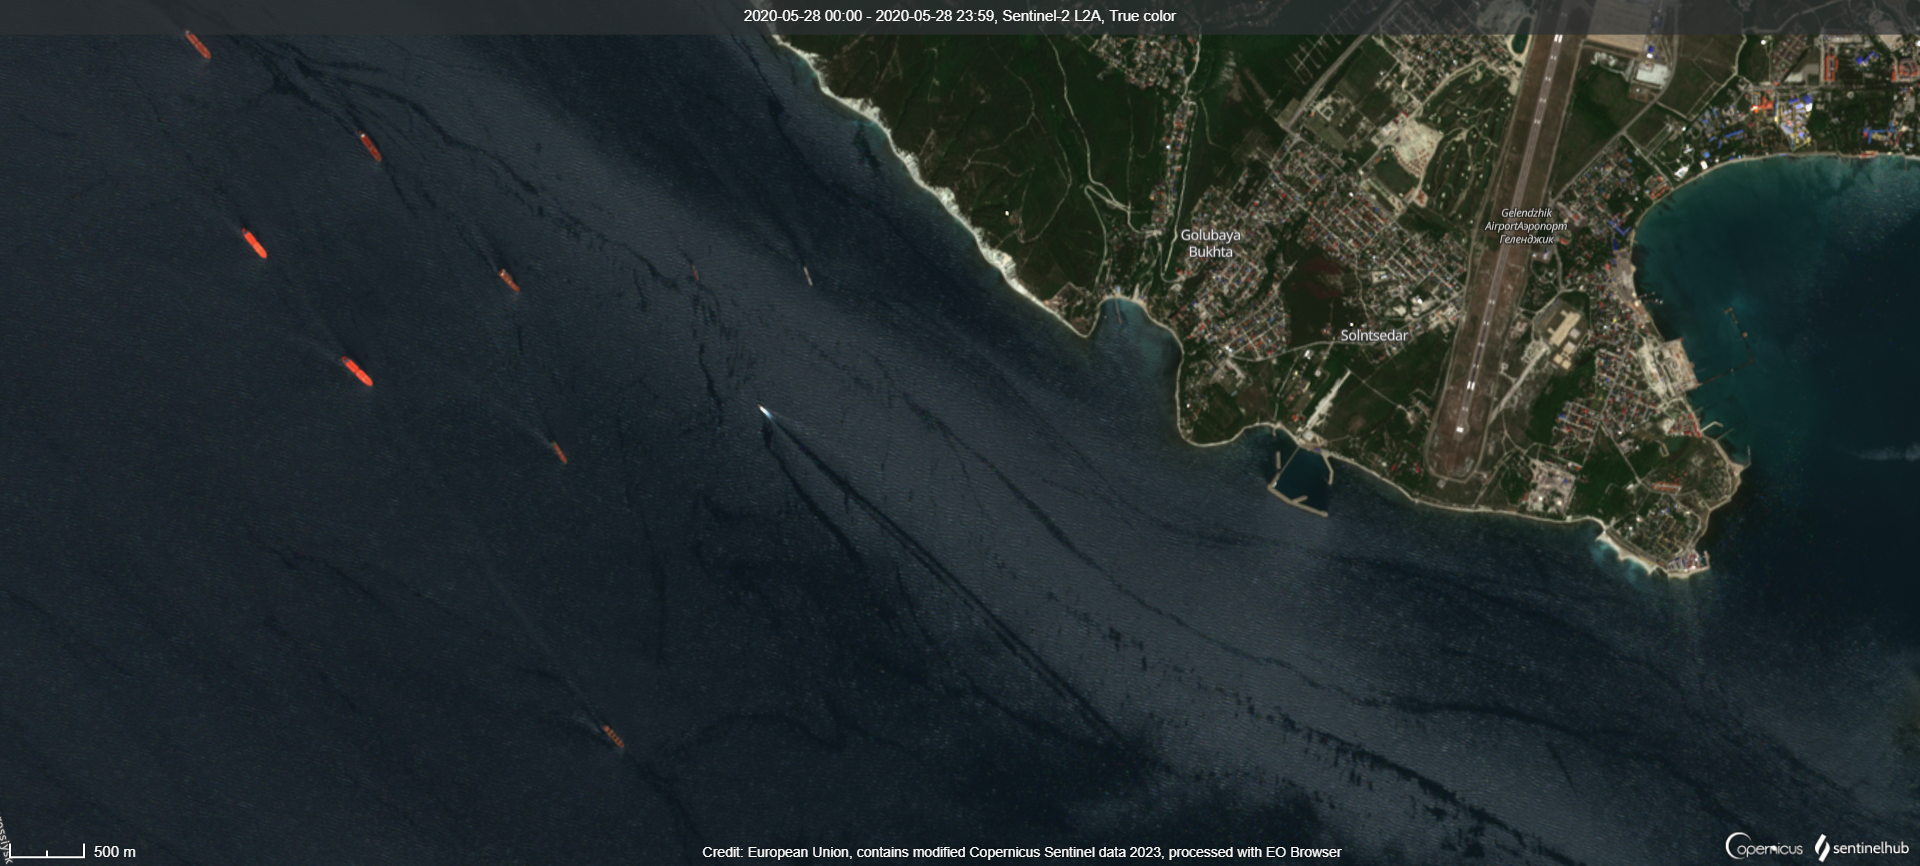 2020-05-28 00:00 - 2020-05-28 23:59, Sentinel-2 L2A, True color
Gelendzhik
AirportАэропорт
Геленджик
Golubaya
Bukhta
Solntsedar
500 m
Credit: European Union, contains modified Copernicus Sentinel data 2023, processed with EO Browser
opernicus
sentinelhub